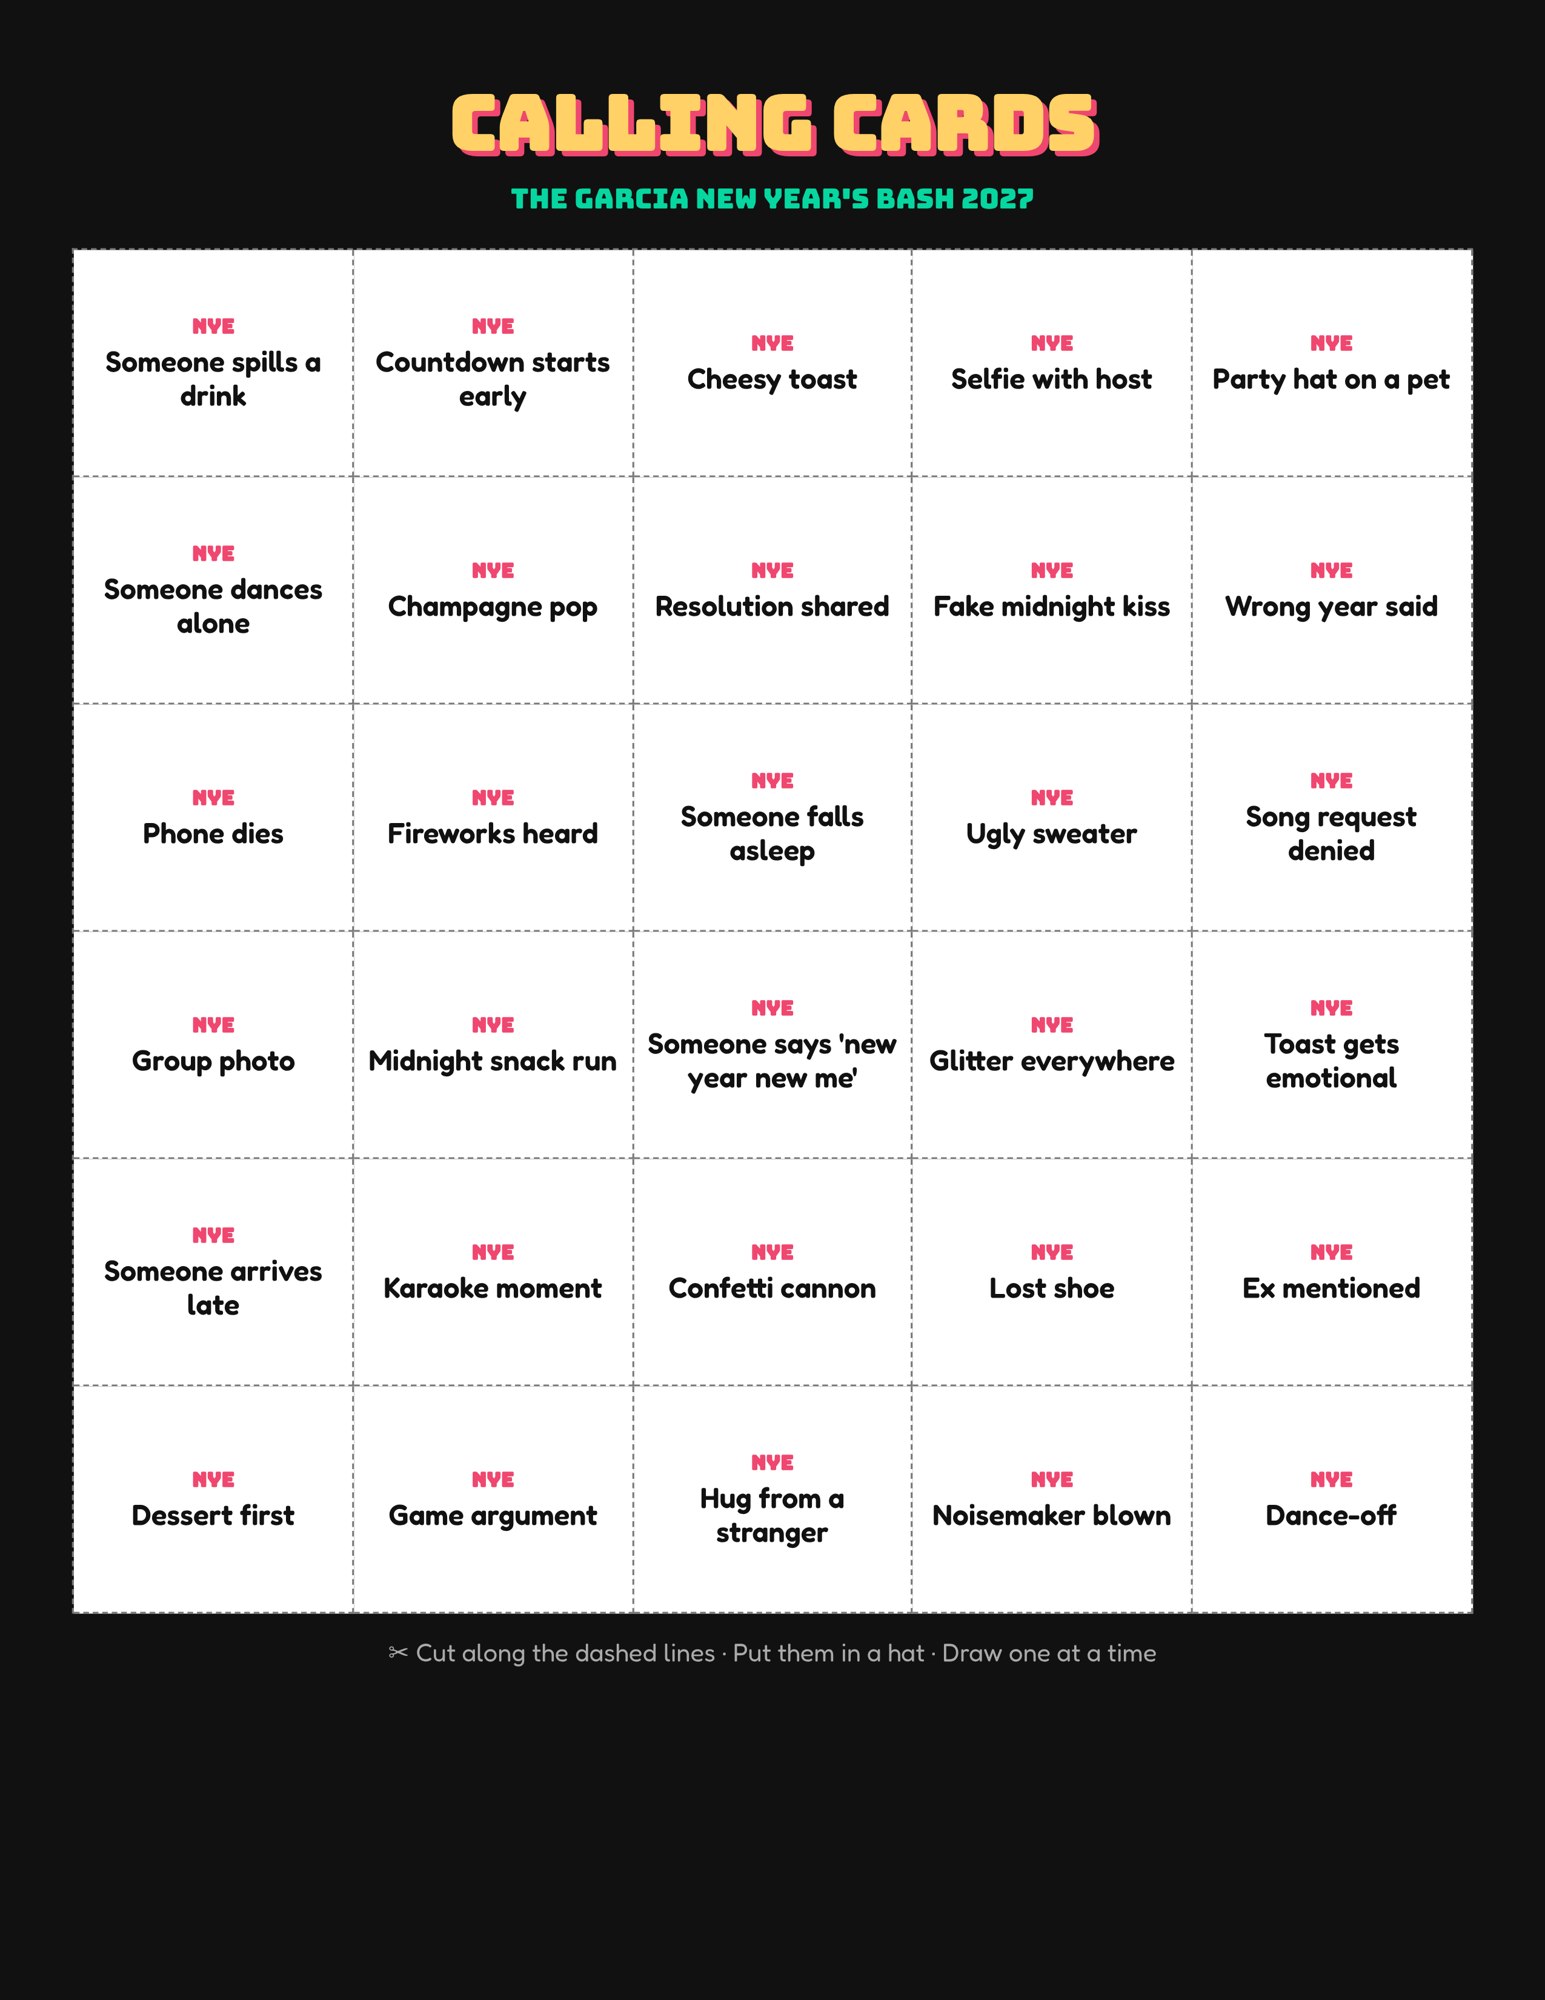 CALLING CARDS
THE GARCIA NEW YEAR'S BASH 2027
NYE
Someone spills a
drink
NYE
Countdown starts
early
NYE
Cheesy toast
NYE
Selfie with host
NYE
Party hat on a pet
NYE
Someone dances
alone
NYE
Champagne pop
NYE
Resolution shared
NYE
Fake midnight kiss
NYE
Wrong year said
NYE
Phone dies
NYE
Fireworks heard
NYE
Someone falls
asleep
NYE
Ugly sweater
NYE
Song request
denied
NYE
Group photo
NYE
Midnight snack run
NYE
Someone says 'new
year new me'
NYE
Glitter everywhere
NYE
Toast gets
emotional
NYE
Someone arrives
late
NYE
Karaoke moment
NYE
Confetti cannon
NYE
Lost shoe
NYE
Ex mentioned
NYE
Dessert first
NYE
Game argument
NYE
Hug from a
stranger
NYE
Noisemaker blown
NYE
Dance-off
✂ Cut along the dashed lines · Put them in a hat · Draw one at a time